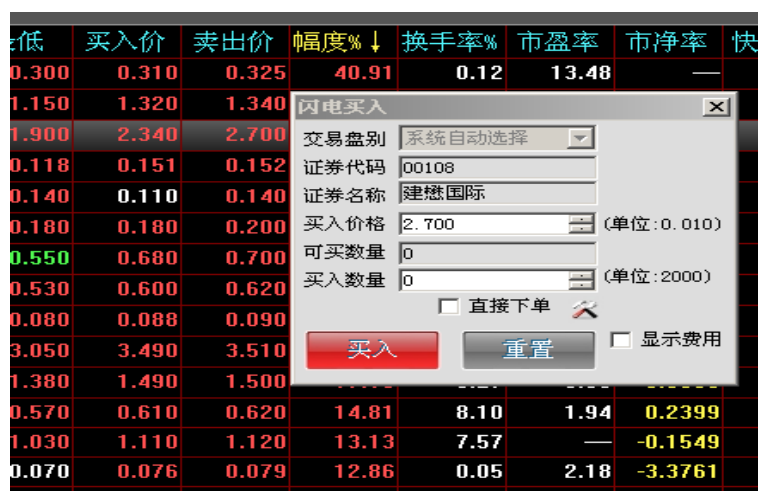 低 买入价 卖出价 幅度%↓ 换手率% 市盈率 市净率 快
0.300 0.310 0.325 40.91 0.12 13.48 —
1.150 1.320 1.340
1.900 2.340 2.700
0.118 0.151 0.152
0.140 0.110 0.140
0.180 0.180 0.200
0.550 0.680 0.700
0.530 0.600 0.620
0.080 0.088 0.090
3.050 3.490 3.510
1.380 1.490 1.500
0.570 0.610 0.620 14.81 8.10 1.94 0.2399
1.030 1.110 1.120 13.13 7.57 — -0.1549
0.070 0.076 0.079 12.86 0.05 2.18 -3.3761
闪电买入
交易盘别 系统自动选择
证券代码 00108
证券名称 建懋国际
买入价格 2.700 (单位:0.010)
可买数量 0
买入数量 0 (单位:2000)
直接下单
买入 重置 显示费用